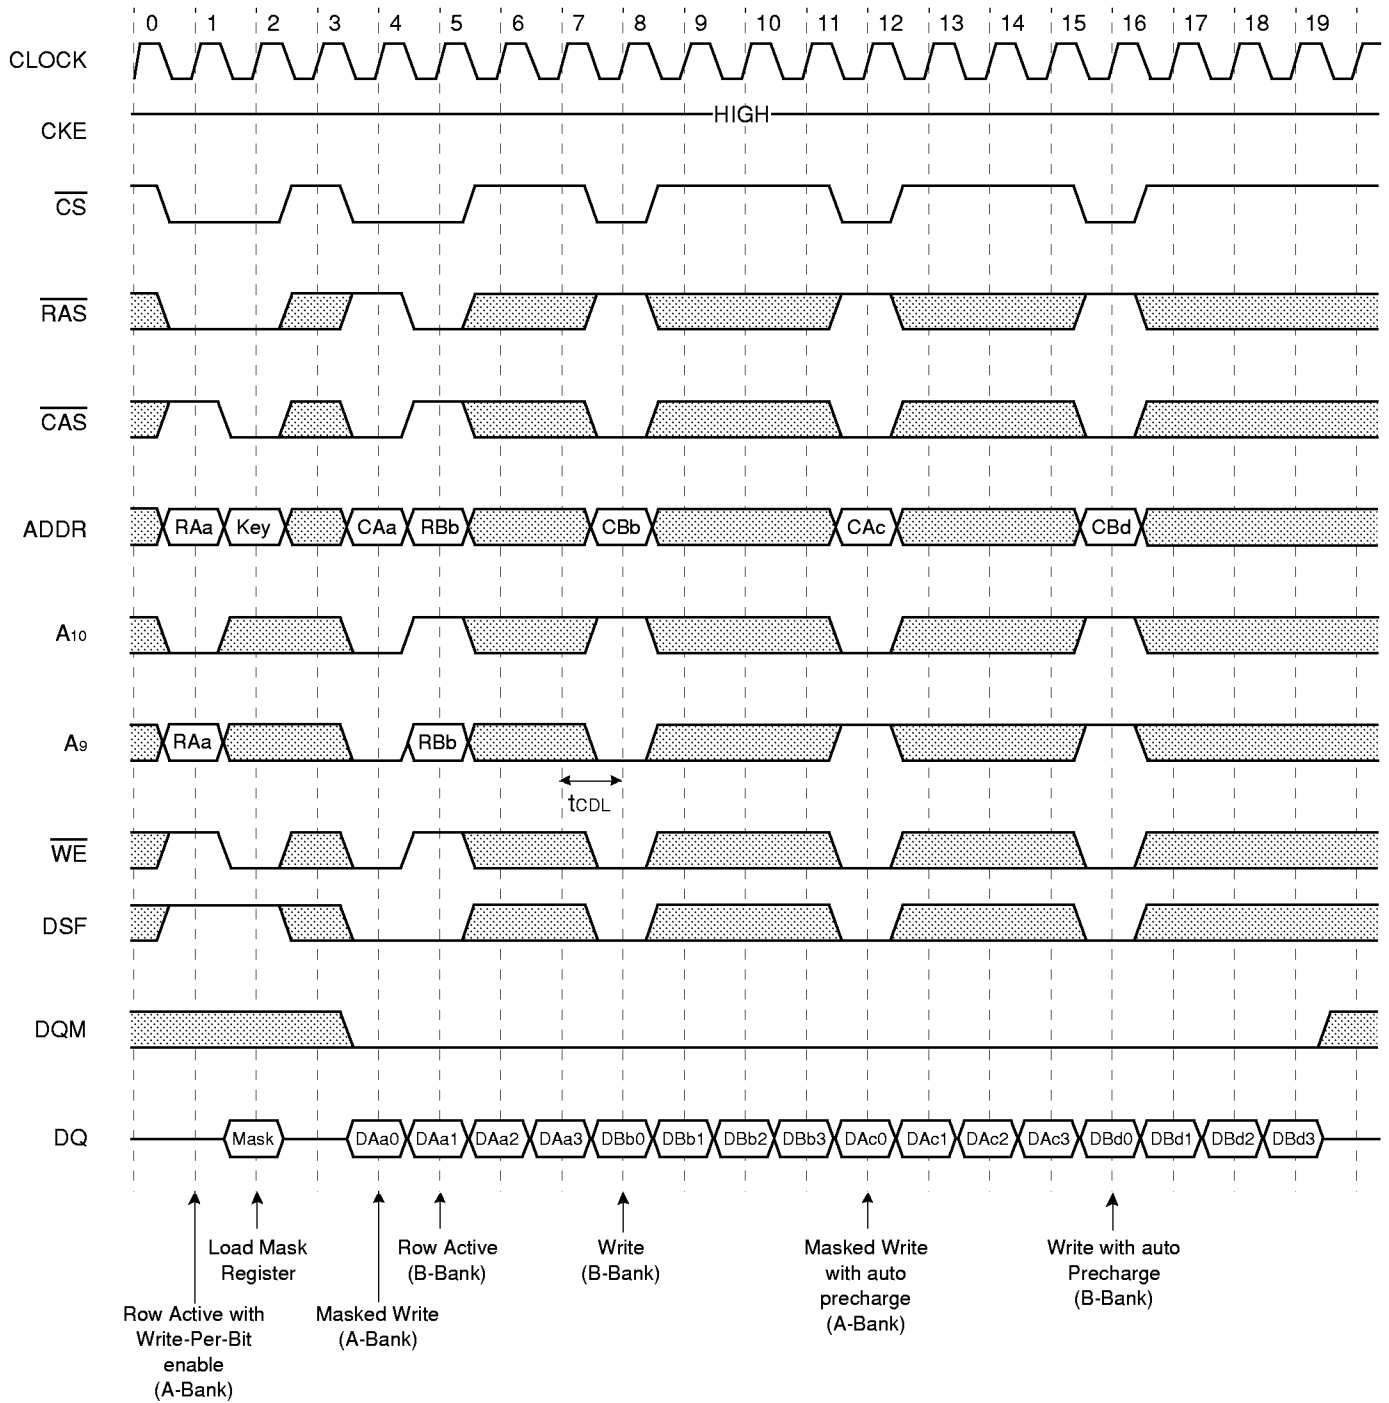 0 1 2 3 4 5 6 7 8 9 10 11 12 13 14 15 16 17 18 19
CLOCK
CKE HIGH
CS
RAS
CAS
ADDR RAa Key CAa RBb CBb CAc CBd
A10
A9 RAa RBb
tCDL
WE
DSF
DQM
DQ Mask DAa0 DAa1 DAa2 DAa3 DBb0 DBb1 DBb2 DBb3 DAc0 DAc1 DAc2 DAc3 DBd0 DBd1 DBd2 DBd3
Row Active with
Write-Per-Bit
enable
(A-Bank)
Load Mask
Register
Masked Write
(A-Bank)
Row Active
(B-Bank)
Write
(B-Bank)
Masked Write
with auto
precharge
(A-Bank)
Write with auto
Precharge
(B-Bank)